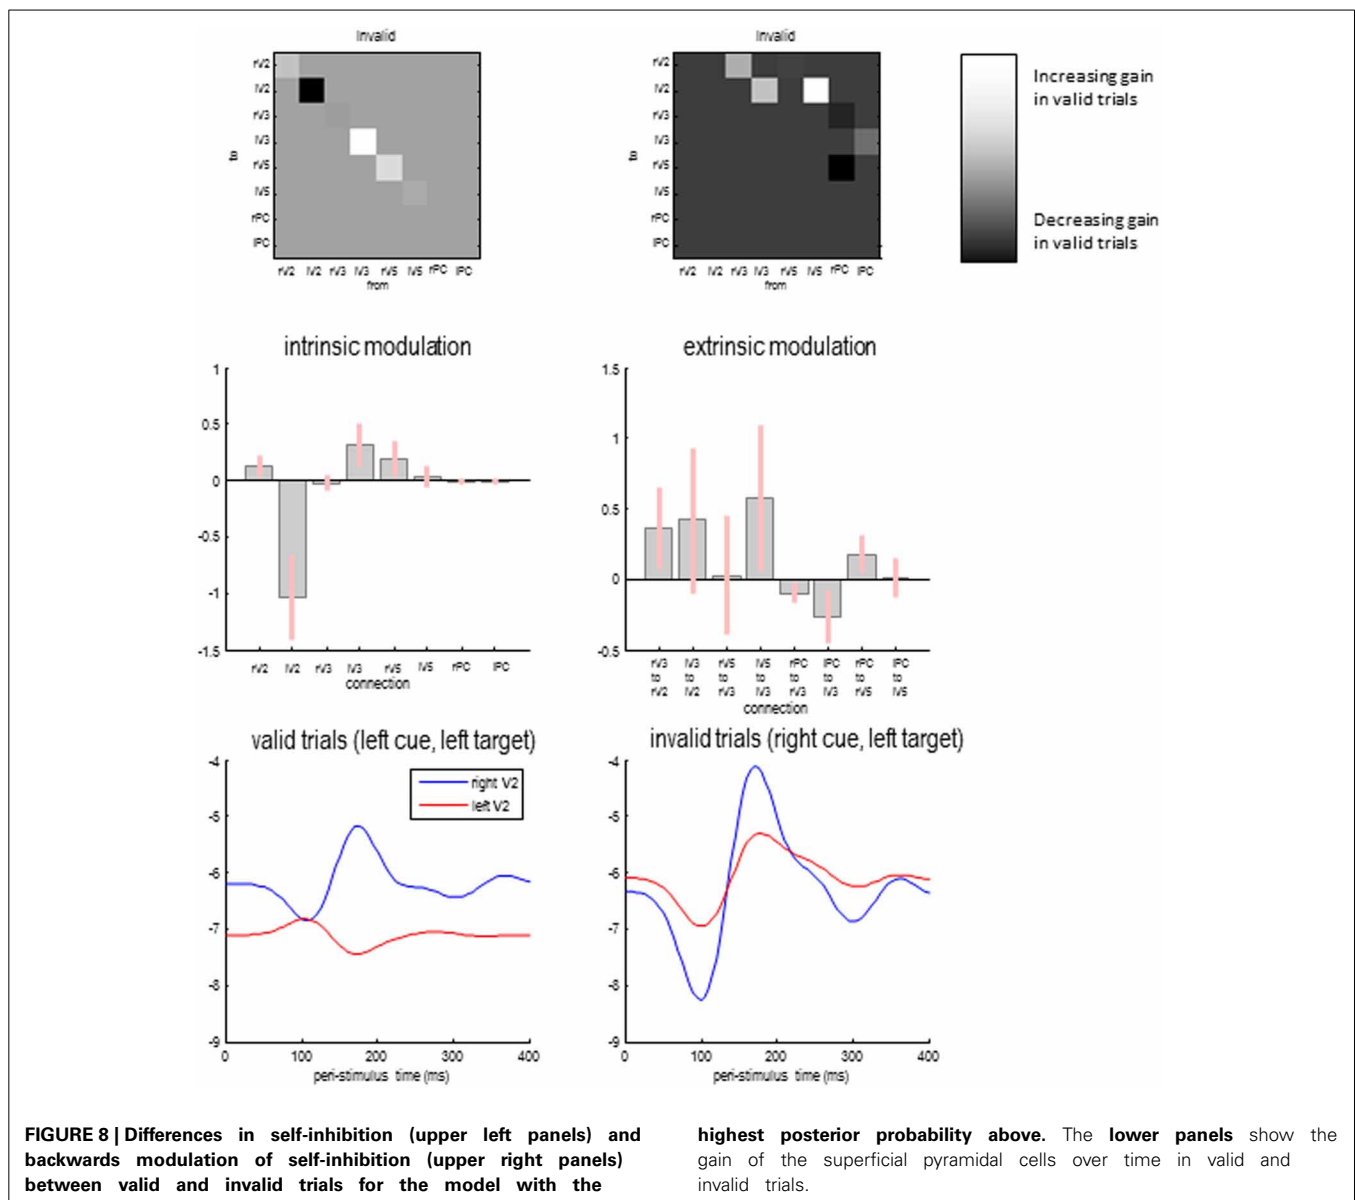 Invalid
rV2
lV2
rV3
lV3
rV5
lV5
rPC
lPC
to
rV2 lV2 rV3 lV3 rV5 lV5 rPC lPC
from
Invalid
rV2
lV2
rV3
lV3
rV5
lV5
rPC
lPC
to
rV2 lV2 rV3 lV3 rV5 lV5 rPC lPC
from
Increasing gain
in valid trials
Decreasing gain
in valid trials
intrinsic modulation
1
0.5
0
-0.5
-1
-1.5
rV2 lV2 rV3 lV3 rV5 lV5 rPC lPC
connection
extrinsic modulation
1.5
1
0.5
0
-0.5
rV3 lV3 rV5 lV5 rPC lPC rPC lPC
to to to to to to to to
rV2 lV2 rV3 lV3 rV3 lV3 rV5 lV5
connection
valid trials (left cue, left target)
-4
-5
-6
-7
-8
-9
right V2
left V2
0 100 200 300 400
peri-stimulus time (ms)
invalid trials (right cue, left target)
-4
-5
-6
-7
-8
-9
0 100 200 300 400
peri-stimulus time (ms)
FIGURE 8 | Differences in self-inhibition (upper left panels) and
backwards modulation of self-inhibition (upper right panels)
between valid and invalid trials for the model with the
highest posterior probability above. The lower panels show the
gain of the superficial pyramidal cells over time in valid and
invalid trials.